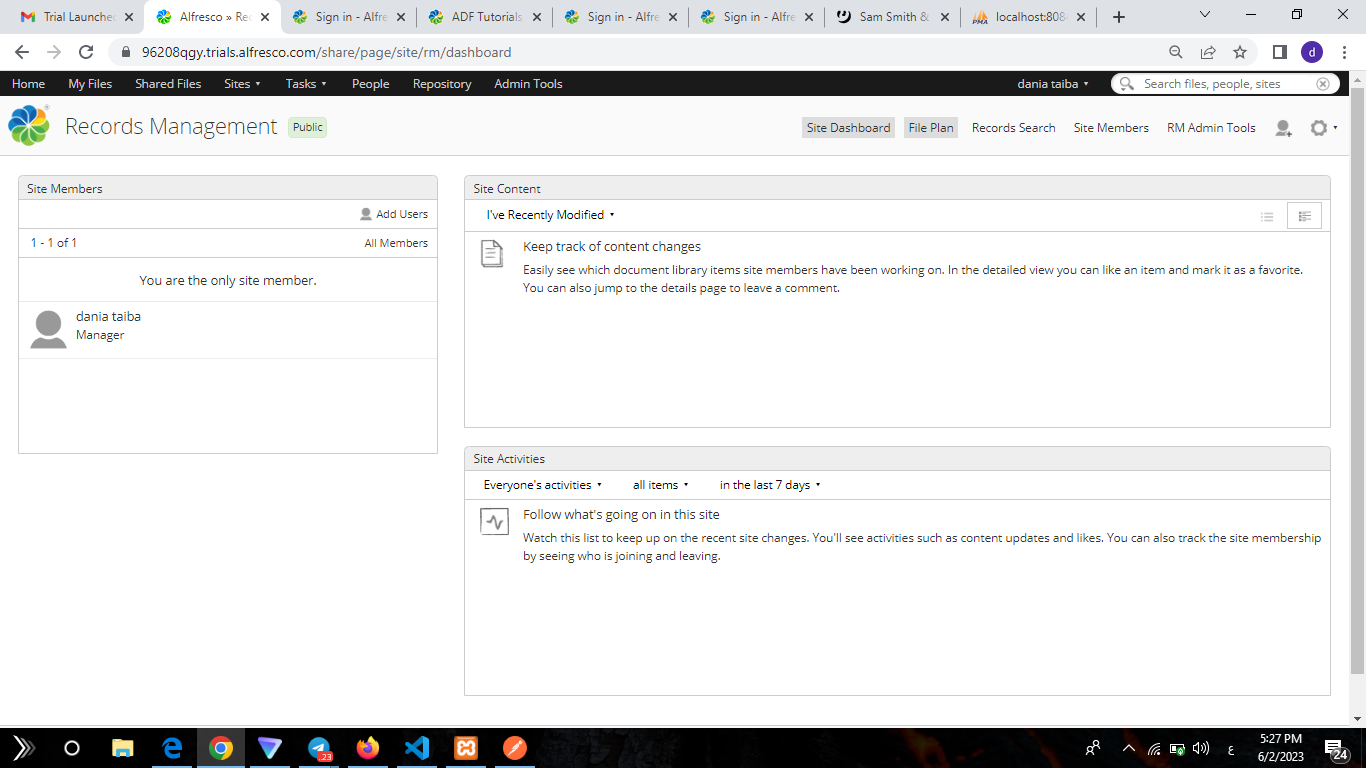 Trial Launched
Alfresco » Rec
Sign in - Alfre
ADF Tutorials
Sign in - Alfre
Sign in - Alfre
Sam Smith &
localhost:808
d
96208qgy.trials.alfresco.com/share/page/site/rm/dashboard
Home
My Files
Shared Files
Sites
Tasks
People
Repository
Admin Tools
dania taiba
Search files, people, sites
Records Management
Public
Site Dashboard
File Plan
Records Search
Site Members
RM Admin Tools
Site Members
Add Users
1 - 1 of 1
All Members
You are the only site member.
dania taiba
Manager
Site Content
I've Recently Modified
Keep track of content changes
Easily see which document library items site members have been working on. In the detailed view you can like an item and mark it as a favorite.
You can also jump to the details page to leave a comment.
Site Activities
Everyone's activities
all items
in the last 7 days
Follow what's going on in this site
Watch this list to keep up on the recent site changes. You'll see activities such as content updates and likes. You can also track the site membership
by seeing who is joining and leaving.
23
ع
5:27 PM
6/2/2023
24